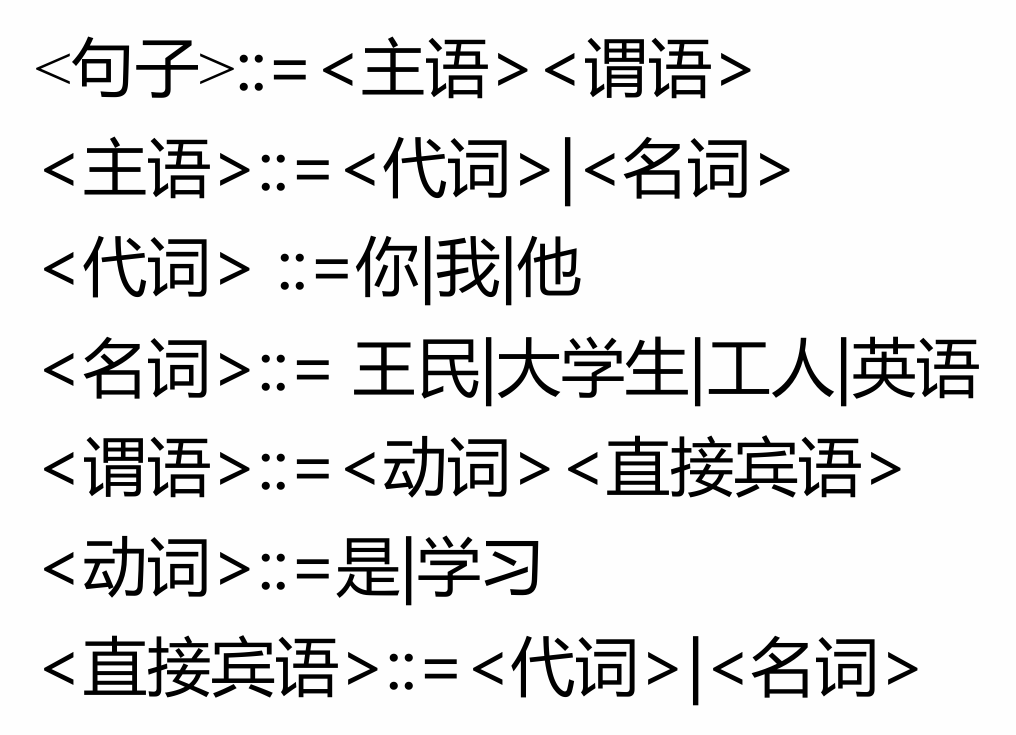 <句子>::=<主语><谓语>
<主语>::=<代词>|<名词>
<代词> ::=你|我|他
<名词>::= 王民|大学生|工人|英语
<谓语>::=<动词><直接宾语>
<动词>::=是|学习
<直接宾语>::=<代词>|<名词>